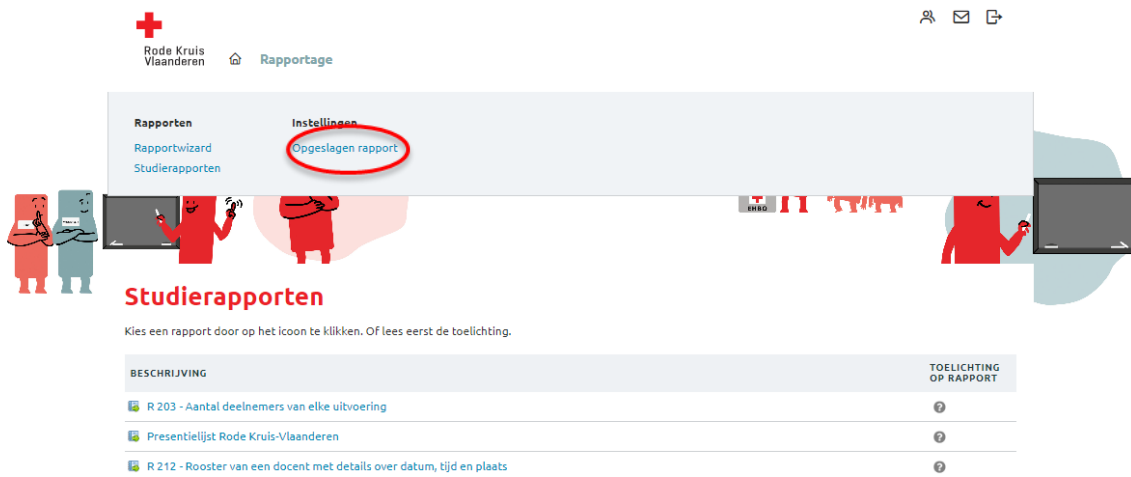 Rode Kruis
Vlaanderen
Rapportage
Rapporten
Instellingen
Rapportwizard
Opgeslagen rapport
Studierapporten
EHBO
Studierapporten
Kies een rapport door op het icoon te klikken. Of lees eerst de toelichting.
BESCHRIJVING
TOELICHTING
OP RAPPORT
R 203 - Aantal deelnemers van elke uitvoering
Presentielijst Rode Kruis-Vlaanderen
R 212 - Rooster van een docent met details over datum, tijd en plaats